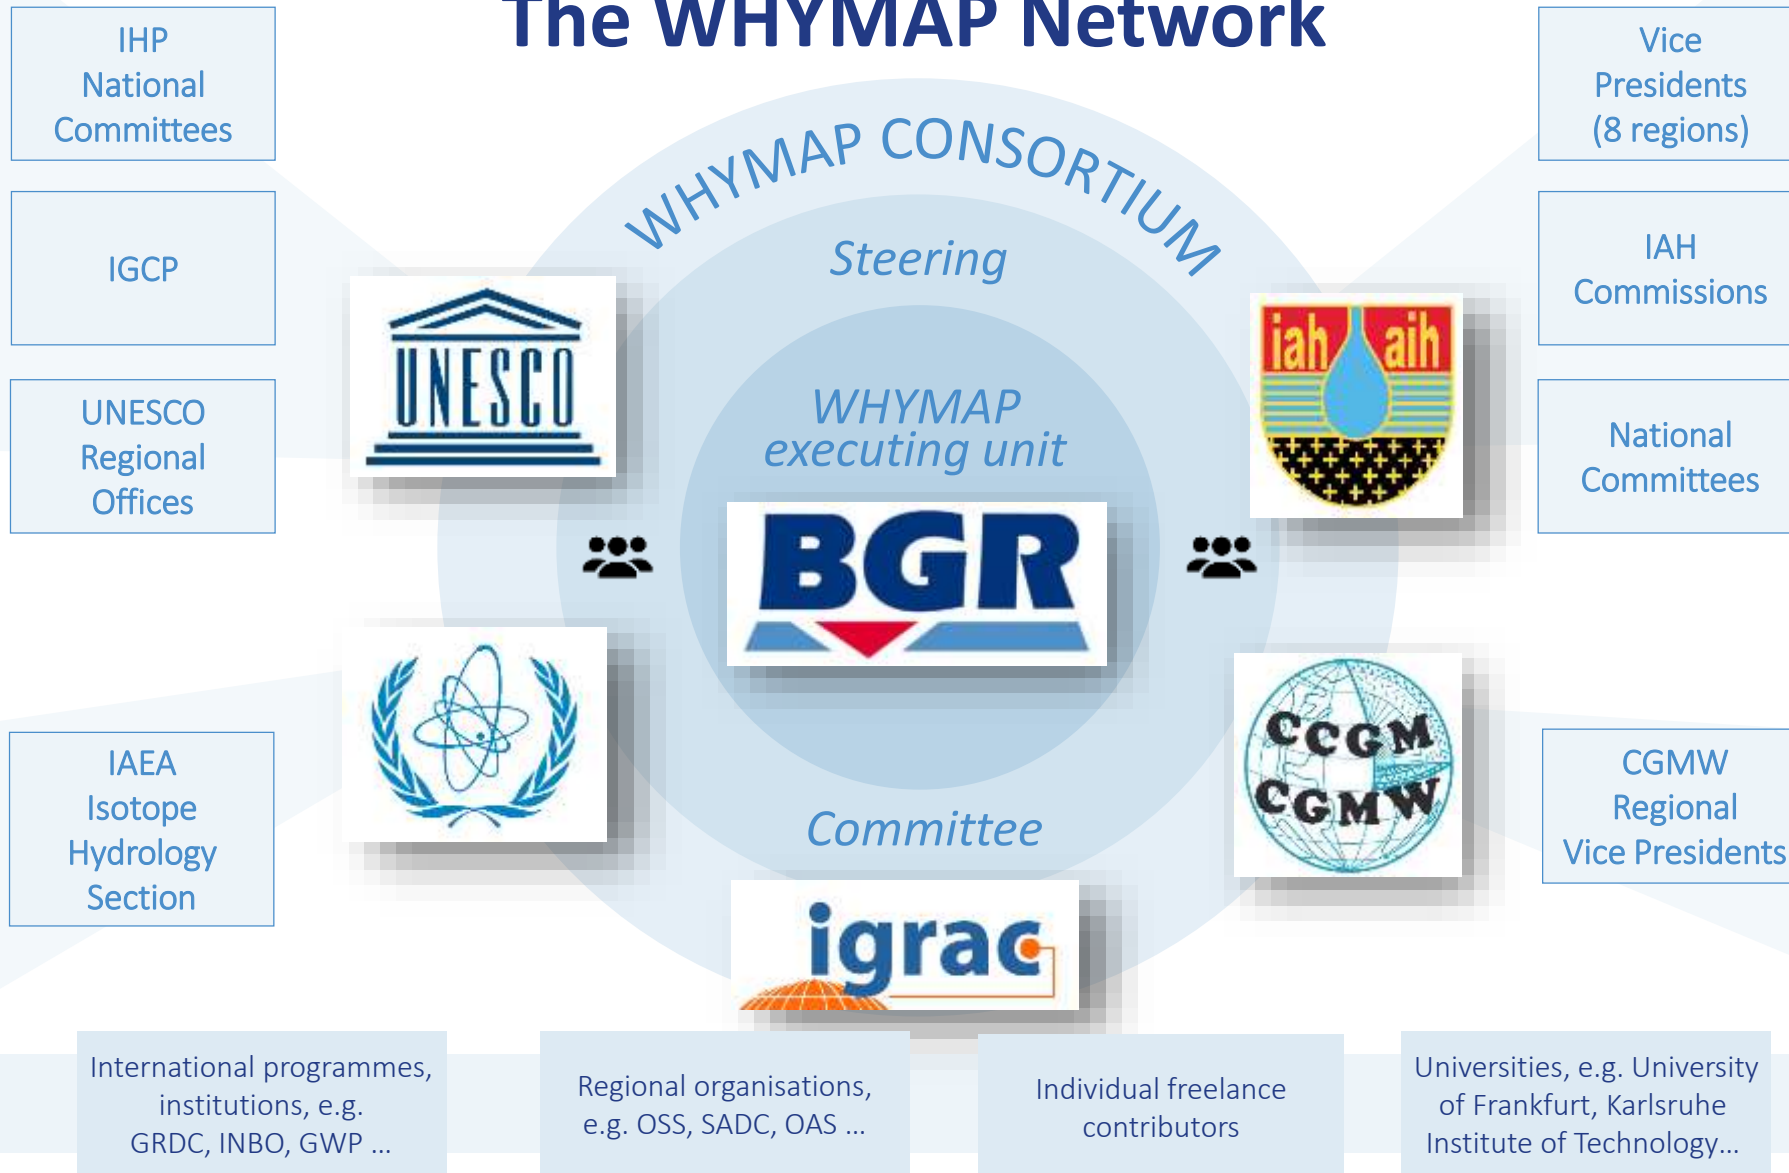 The WHYMAP Network
IHP
National
Committees
IGCP
UNESCO
Regional
Offices
IAEA
Isotope
Hydrology
Section
WHYMAP CONSORTIUM
Steering
WHYMAP
executing unit
BGR
Committee
UNESCO
iah aih
CCGM
CGMW
igrac
Vice
Presidents
(8 regions)
IAH
Commissions
National
Committees
CGMW
Regional
Vice Presidents
International programmes,
institutions, e.g.
GRDC, INBO, GWP ...
Regional organisations,
e.g. OSS, SADC, OAS ...
Individual freelance
contributors
Universities, e.g. University
of Frankfurt, Karlsruhe
Institute of Technology...